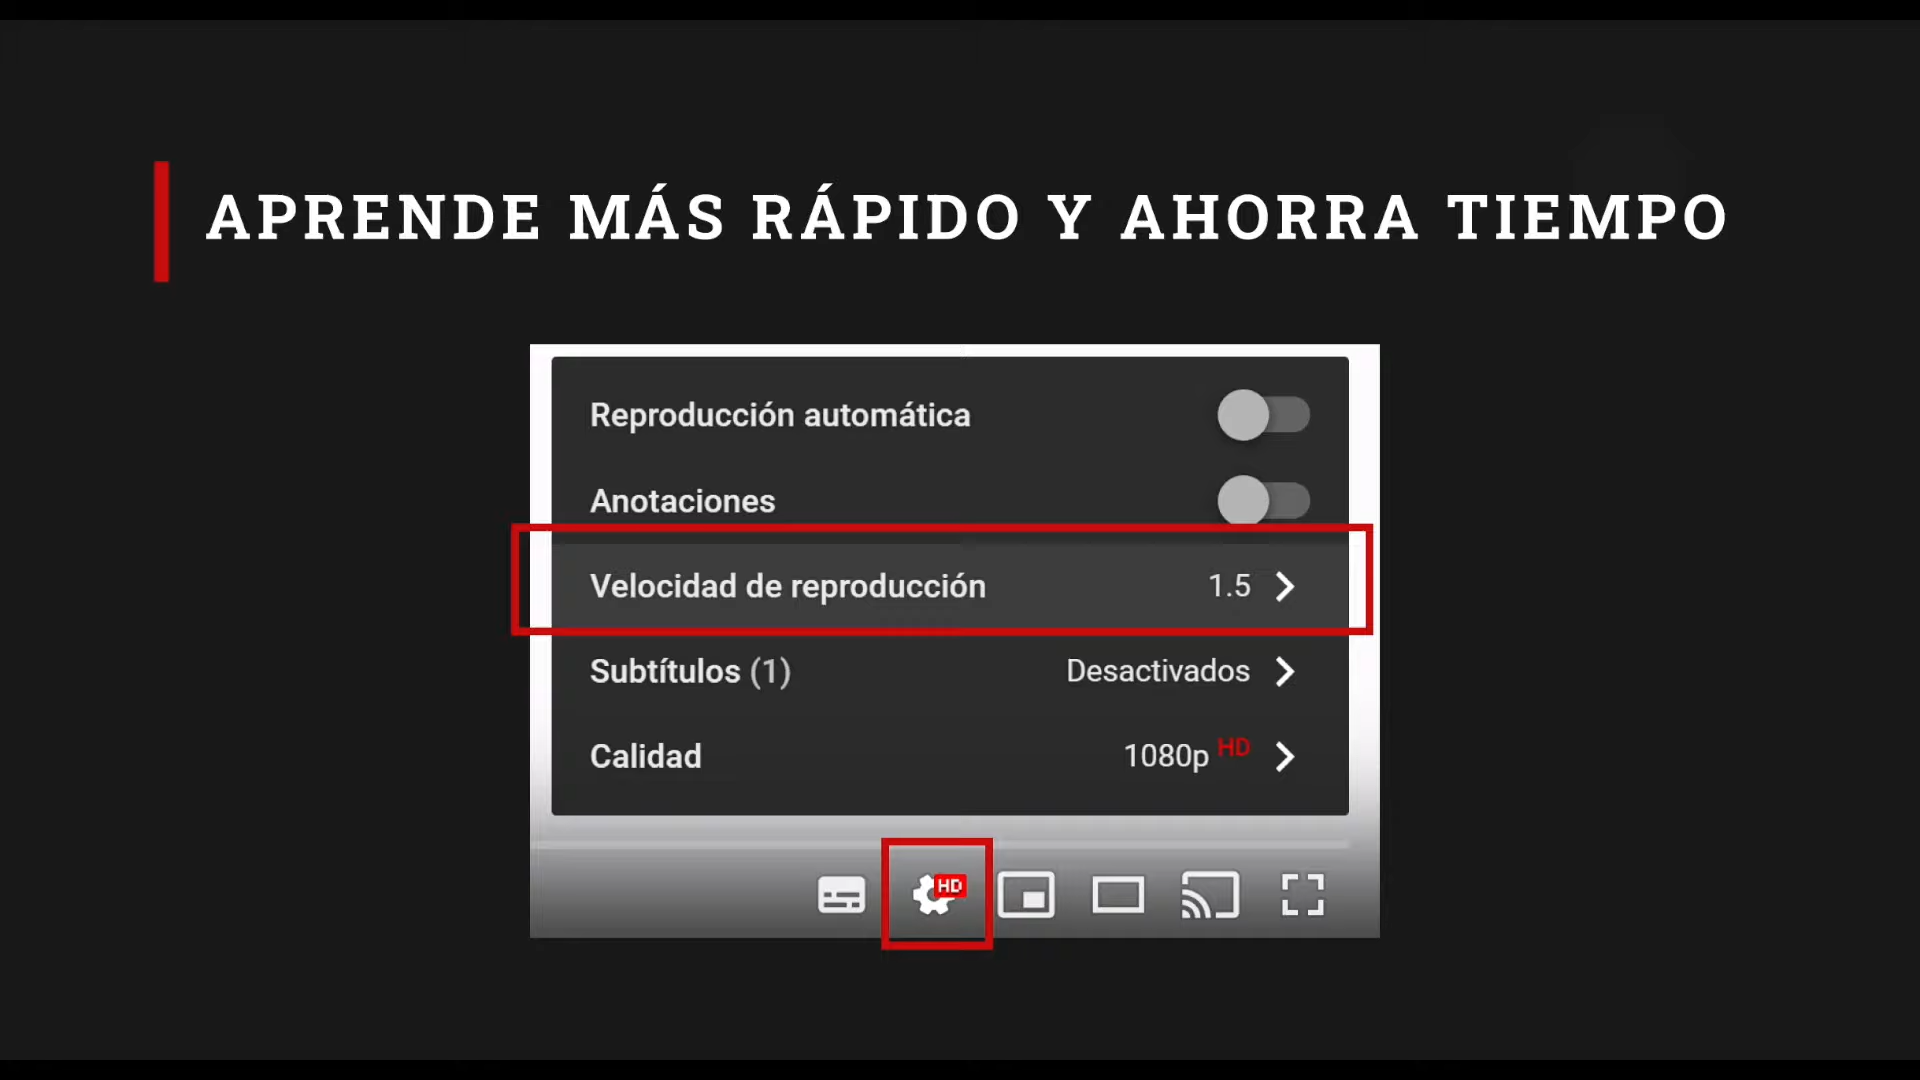 APRENDE MÁS RÁPIDO Y AHORRA TIEMPO
Reproducción automática
Anotaciones
Velocidad de reproducción 1.5
Subtítulos (1) Desactivados
Calidad 1080p HD
HD